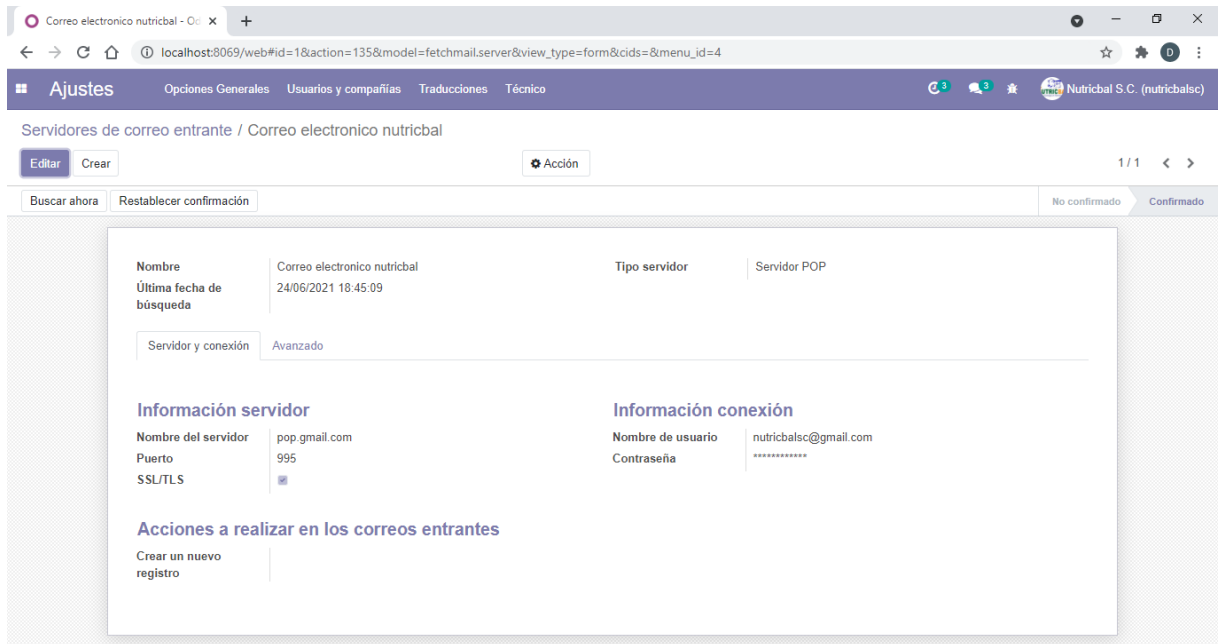 Correo electronico nutricbal - Od
localhost:8069/web#id=1&action=135&model=fetchmail.server&view_type=form&cids=&menu_id=4
D
Ajustes Opciones Generales Usuarios y compañías Traducciones Técnico 3 3 Nutricbal S.C. (nutricbalsc)
Servidores de correo entrante / Correo electronico nutricbal
Editar Crear Acción 1 / 1
Buscar ahora Restablecer confirmación No confirmado Confirmado
Nombre Correo electronico nutricbal Tipo servidor Servidor POP
Última fecha de 24/06/2021 18:45:09
búsqueda
Servidor y conexión Avanzado
Información servidor Información conexión
Nombre del servidor pop.gmail.com Nombre de usuario nutricbalsc@gmail.com
Puerto 995 Contraseña ************
SSL/TLS
Acciones a realizar en los correos entrantes
Crear un nuevo
registro